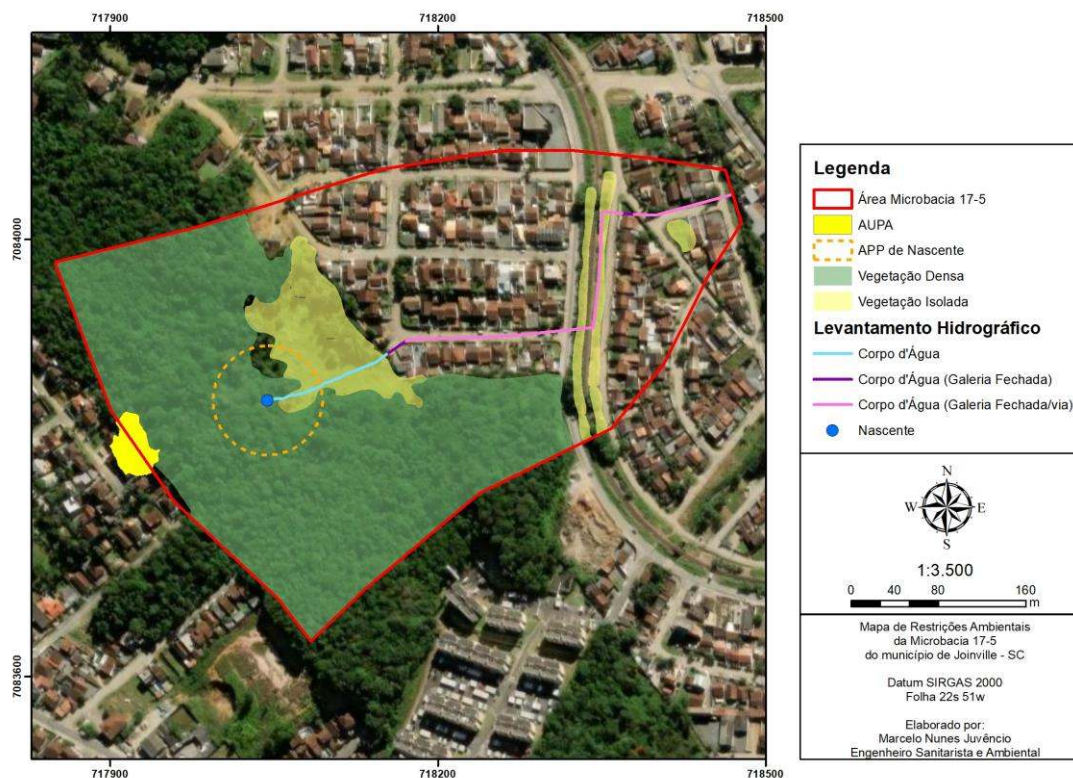 717900
718200
718500
7084000
7083600
717900
718200
718500
Legenda
Área Microbacia 17-5
AUPA
APP de Nascente
Vegetação Densa
Vegetação Isolada
Levantamento Hidrográfico
Corpo d'Água
Corpo d'Água (Galeria Fechada)
Corpo d'Água (Galeria Fechada/via)
Nascente
N
W E
S
1:3.500
0 40 80 160
m
Mapa de Restrições Ambientais
da Microbacia 17-5
do município de Joinville - SC
Datum SIRGAS 2000
Folha 22s 51w
Elaborado por:
Marcelo Nunes Juvêncio
Engenheiro Sanitarista e Ambiental